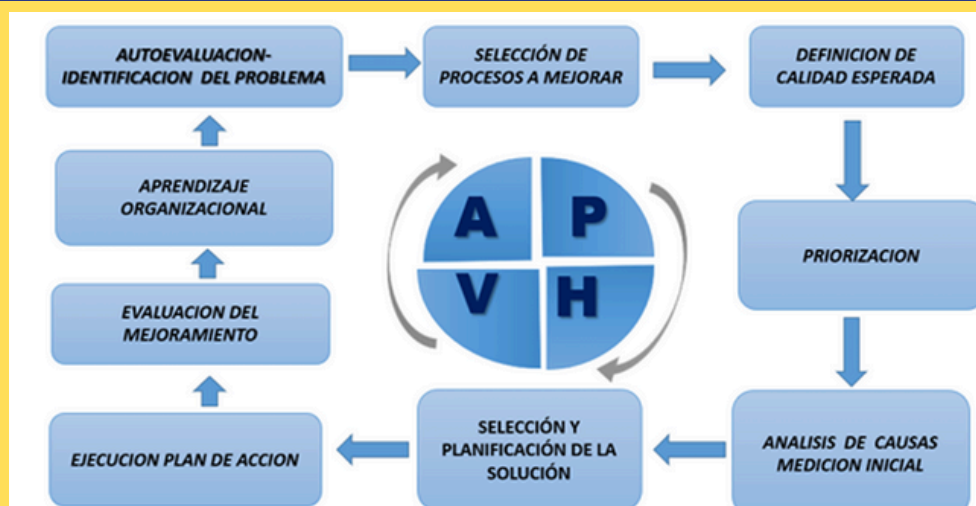 AUTOEVALUACION-
IDENTIFICACION DEL PROBLEMA
SELECCIÓN DE
PROCESOS A MEJORAR
DEFINICION DE
CALIDAD ESPERADA
PRIORIZACION
ANALISIS DE CAUSAS
MEDICION INICIAL
SELECCIÓN Y
PLANIFICACIÓN DE LA
SOLUCIÓN
EJECUCION PLAN DE ACCION
EVALUACION DEL
MEJORAMIENTO
APRENDIZAJE
ORGANIZACIONAL
A P
V H